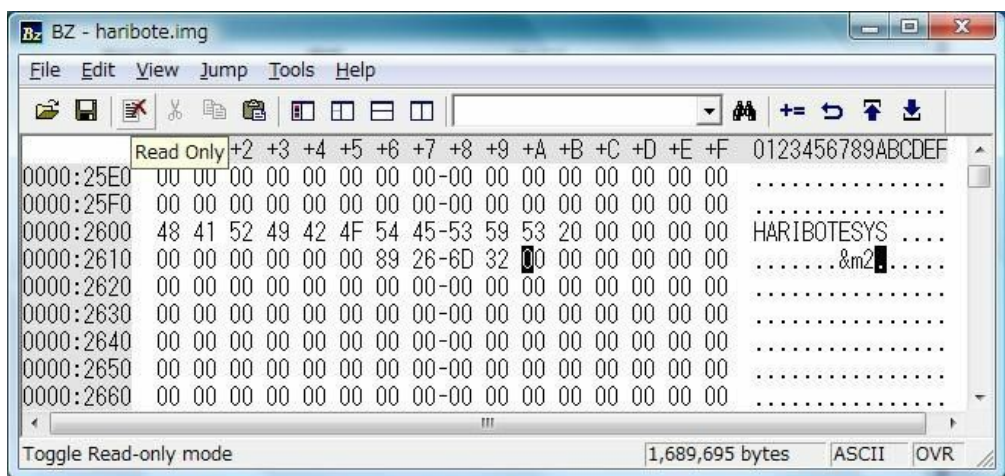 Bz BZ - haribote.img
File Edit View Jump Tools Help
Read Only +2 +3 +4 +5 +6 +7 +8 +9 +A +B +C +D +E +F 0123456789ABCDEF
0000:25E0 00 00 00 00 00 00 00 00-00 00 00 00 00 00 00 00 ................
0000:25F0 00 00 00 00 00 00 00 00-00 00 00 00 00 00 00 00 ................
0000:2600 48 41 52 49 42 4F 54 45-53 59 53 20 00 00 00 00 HARIBOTESYS ....
0000:2610 00 00 00 00 00 00 89 26-6D 32 00 00 00 00 00 00 .......&m2......
0000:2620 00 00 00 00 00 00 00 00-00 00 00 00 00 00 00 00 ................
0000:2630 00 00 00 00 00 00 00 00-00 00 00 00 00 00 00 00 ................
0000:2640 00 00 00 00 00 00 00 00-00 00 00 00 00 00 00 00 ................
0000:2650 00 00 00 00 00 00 00 00-00 00 00 00 00 00 00 00 ................
0000:2660 00 00 00 00 00 00 00 00-00 00 00 00 00 00 00 00 ................
Toggle Read-only mode 1,689,695 bytes ASCII OVR